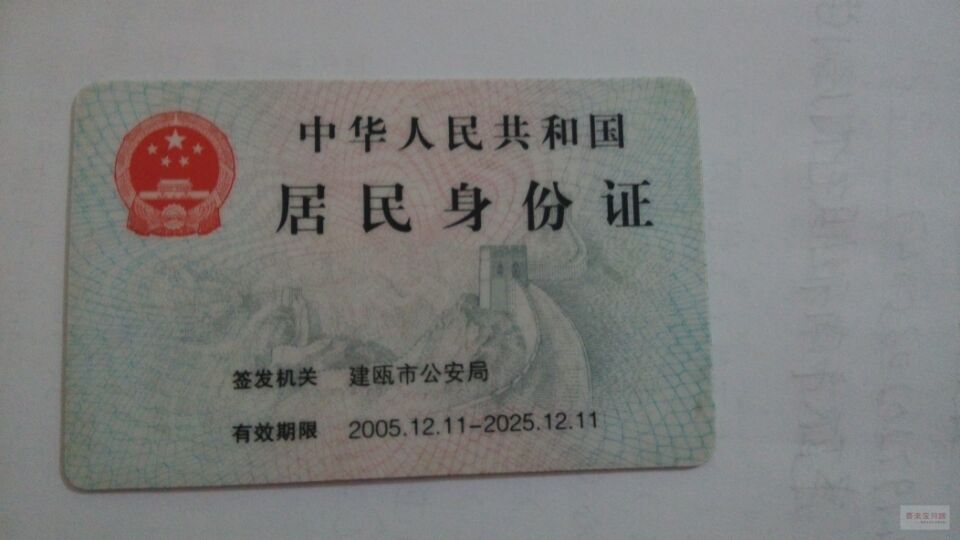 中华人民共和国
居民身份证
签发机关 建瓯市公安局
有效期限 2005.12.11-2025.12.11